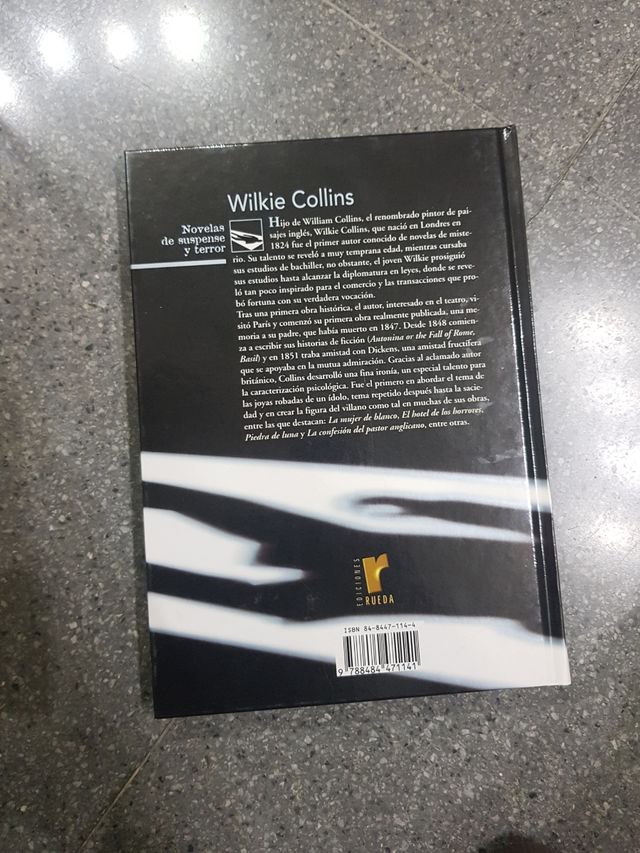 Wilkie Collins
Novelas
de suspense
y terror
Hijo de William Collins, el renombrado pintor de pai-
sajes inglés, Wilkie Collins, que nació en Londres en
1824 fue el primer autor conocido de novelas de miste-
rio. Su talento se reveló a muy temprana edad, mientras cursaba
sus estudios de bachiller, no obstante, el joven Wilkie prosiguió
sus estudios hasta alcanzar la diplomatura en leyes, donde se reve-
ló tan poco inspirado para el comercio y las transacciones que pro-
bó fortuna con su verdadera vocación.
Tras una primera obra histórica, el autor, interesado en el teatro, vi-
sitó París y comenzó su primera obra realmente publicada, una me-
moria a su padre, que había muerto en 1847. Desde 1848 comien-
za a escribir sus historias de ficción (Antonina or the Fall of Rome,
Basil) y en 1851 traba amistad con Dickens, una amistad fructífera
que se apoyaba en la mutua admiración. Gracias al aclamado autor
británico, Collins desarrolló una fina ironía, un especial talento para
la caracterización psicológica. Fue el primero en abordar el tema de
las joyas robadas de un ídolo, tema repetido después hasta la sacie-
dad y en crear la figura del villano como tal en muchas de sus obras,
entre las que destacan: La mujer de blanco, El hotel de los horrores,
Piedra de luna y La confesión del pastor anglicano, entre otras.
EDICIONES
r
RUEDA
ISBN 84-8447-114-4
9 788484 471141